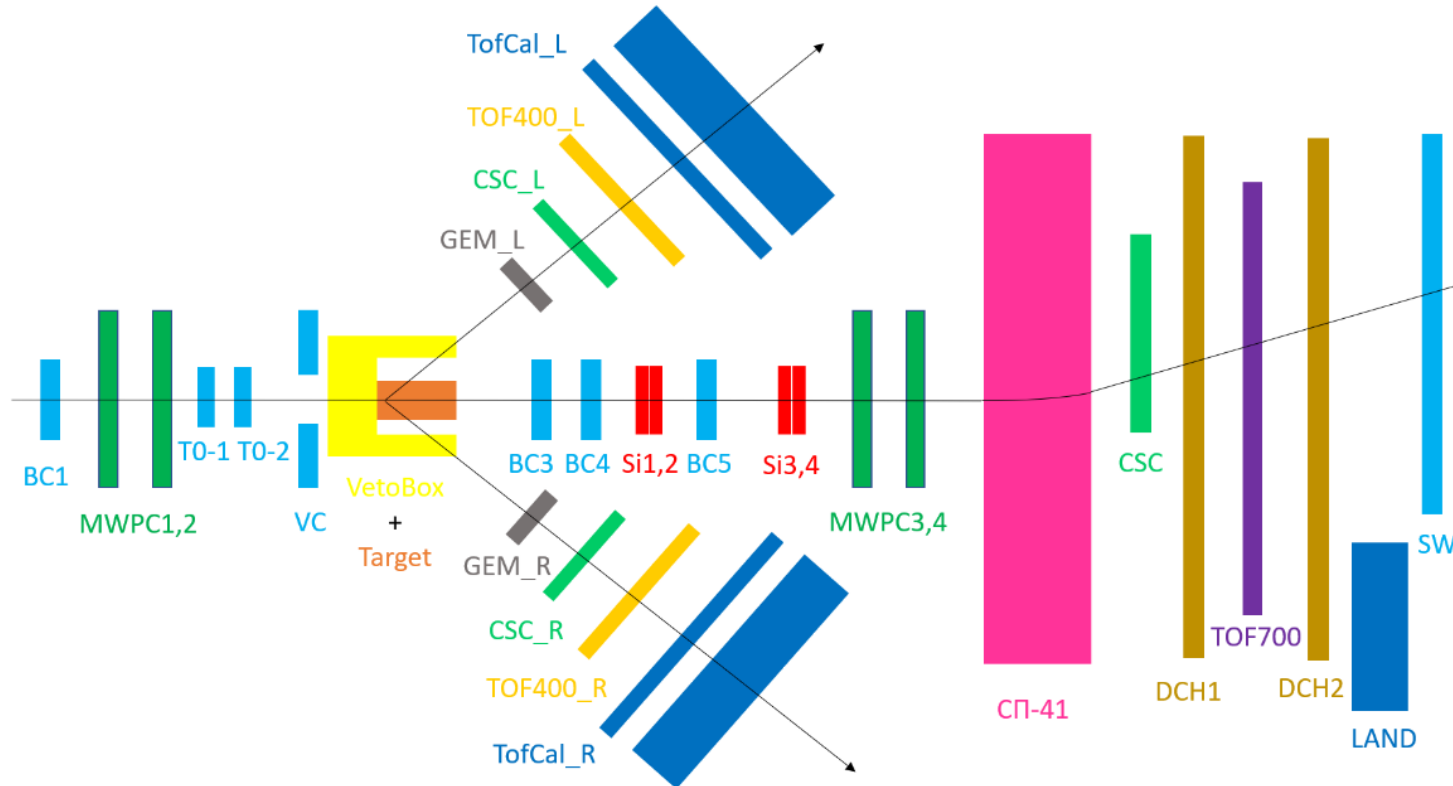 TofCal_L
TOF400_L
CSC_L
GEM_L
BC1
MWPC1,2
T0-1
T0-2
VC
VetoBox
+
Target
BC3
BC4
Si1,2
BC5
Si3,4
MWPC3,4
GEM_R
CSC_R
TOF400_R
TofCal_R
СП-41
CSC
DCH1
TOF700
DCH2
LAND
SW